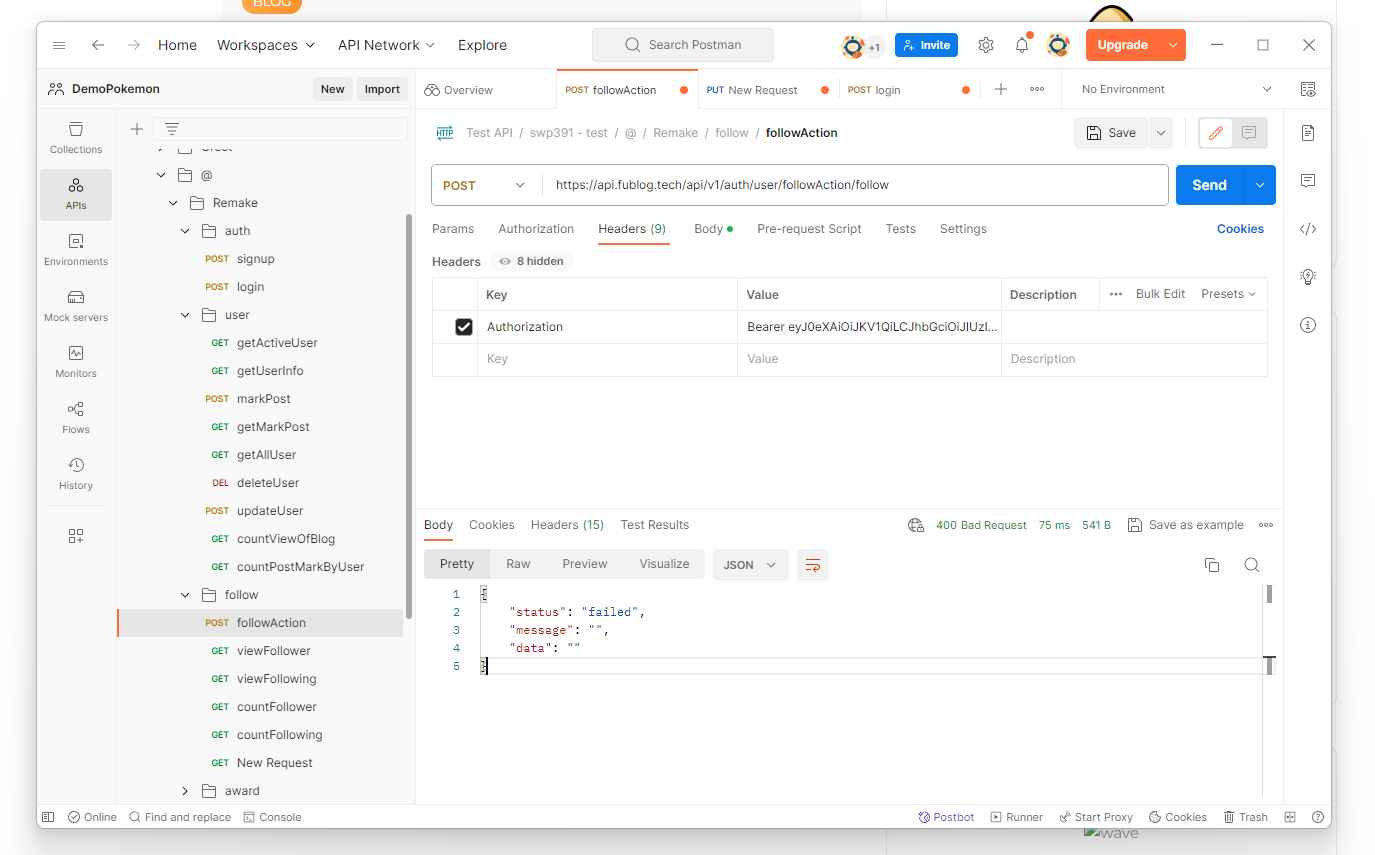 BLOG
Home Workspaces API Network Explore Search Postman +1 Invite Upgrade
DemoPokemon New Import Overview POST followAction PUT New Request POST login No Environment
Collections
APIs
Environments
Mock servers
Monitors
Flows
History
@
Remake
auth
POST signup
POST login
user
GET getActiveUser
GET getUserInfo
POST markPost
GET getMarkPost
GET getAllUser
DEL deleteUser
POST updateUser
GET countViewOfBlog
GET countPostMarkByUser
follow
POST followAction
GET viewFollower
GET viewFollowing
GET countFollower
GET countFollowing
GET New Request
award
HTTP Test API / swp391 - test / @ / Remake / follow / followAction Save
POST https://api.fublog.tech/api/v1/auth/user/followAction/follow Send
Params Authorization Headers (9) Body Pre-request Script Tests Settings Cookies
Headers 8 hidden
Key Value Description Bulk Edit Presets
Authorization Bearer eyJ0eXAiOiJKV1QiLCJhbGciOiJIUzI...
Key Value Description
Body Cookies Headers (15) Test Results 400 Bad Request 75 ms 541 B Save as example
Pretty Raw Preview Visualize JSON
1 {
2 "status": "failed",
3 "message": "",
4 "data": ""
5 }
Online Find and replace Console Postbot Runner Start Proxy Cookies Trash
wave